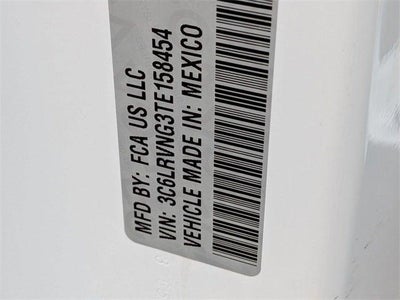 MFD BY: FCA US LLC
VIN: 3C6LRVNG3TE158454
VEHICLE MADE IN: MEXICO